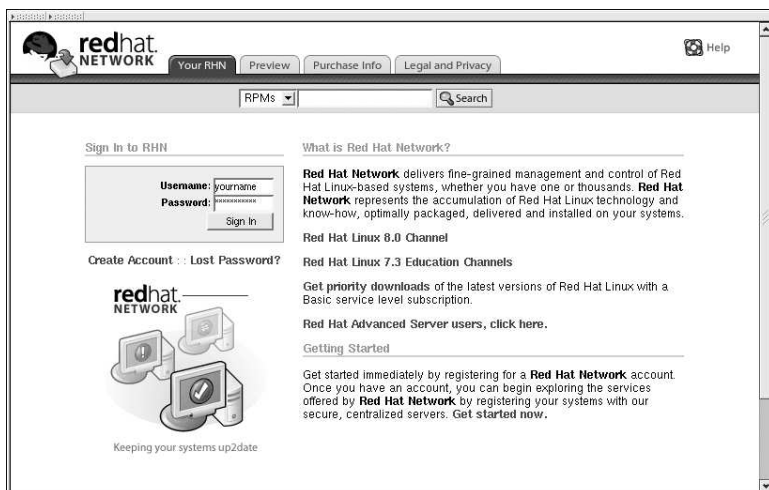 redhat.
NETWORK
Your RHN
Preview
Purchase Info
Legal and Privacy
Help
RPMs
Search
Sign In to RHN
Username: yourname
Password: ***********
Sign In
Create Account :: Lost Password?
redhat.
NETWORK
Keeping your systems up2date
What is Red Hat Network?
Red Hat Network delivers fine-grained management and control of Red
Hat Linux-based systems, whether you have one or thousands. Red Hat
Network represents the accumulation of Red Hat Linux technology and
know-how, optimally packaged, delivered and installed on your systems.
Red Hat Linux 8.0 Channel
Red Hat Linux 7.3 Education Channels
Get priority downloads of the latest versions of Red Hat Linux with a
Basic service level subscription.
Red Hat Advanced Server users, click here.
Getting Started
Get started immediately by registering for a Red Hat Network account.
Once you have an account, you can begin exploring the services
offered by Red Hat Network by registering your systems with our
secure, centralized servers. Get started now.